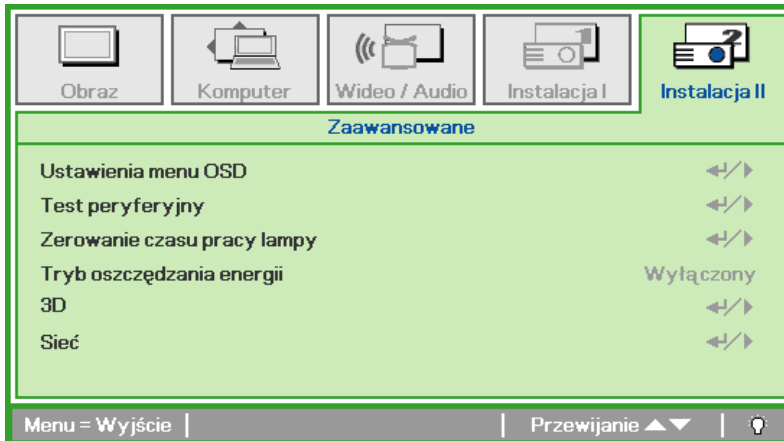 Obraz
Komputer
Wideo / Audio
Instalacja I
Instalacja II
Zaawansowane
Ustawienia menu OSD
Test peryferyjny
Zerowanie czasu pracy lampy
Tryb oszczędzania energii Wyłączony
3D
Sieć
Menu = Wyjście | | Przewijanie ▲▼ |